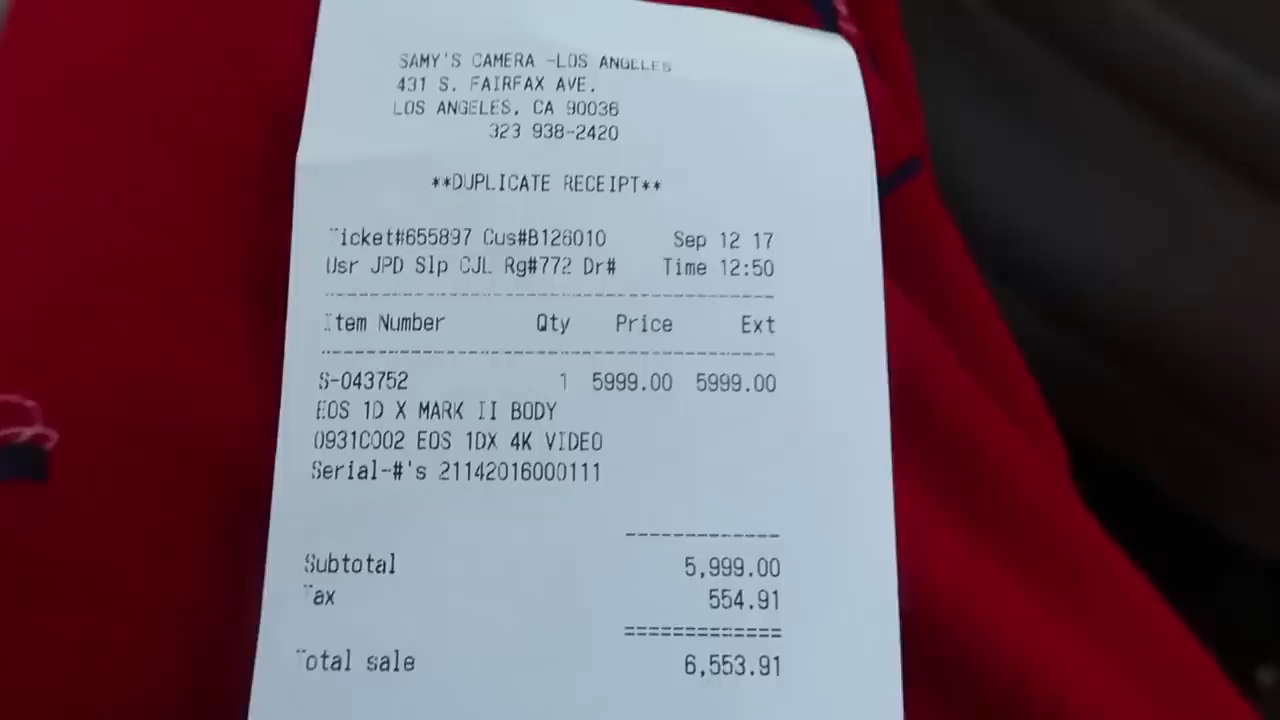 SAMY'S CAMERA -LOS ANGELES
431 S. FAIRFAX AVE.
LOS ANGELES, CA 90036
323 938-2420
**DUPLICATE RECEIPT**
Ticket#655897 Cus#B126010 Sep 12 17
Usr JPD Slp CJL Rg#772 Dr# Time 12:50
Item Number Qty Price Ext
S-043752 1 5999.00 5999.00
EOS 1D X MARK II BODY
0931C002 EOS 1DX 4K VIDEO
Serial-#'s 21142016000111
Subtotal 5,999.00
Tax 554.91
Total sale 6,553.91